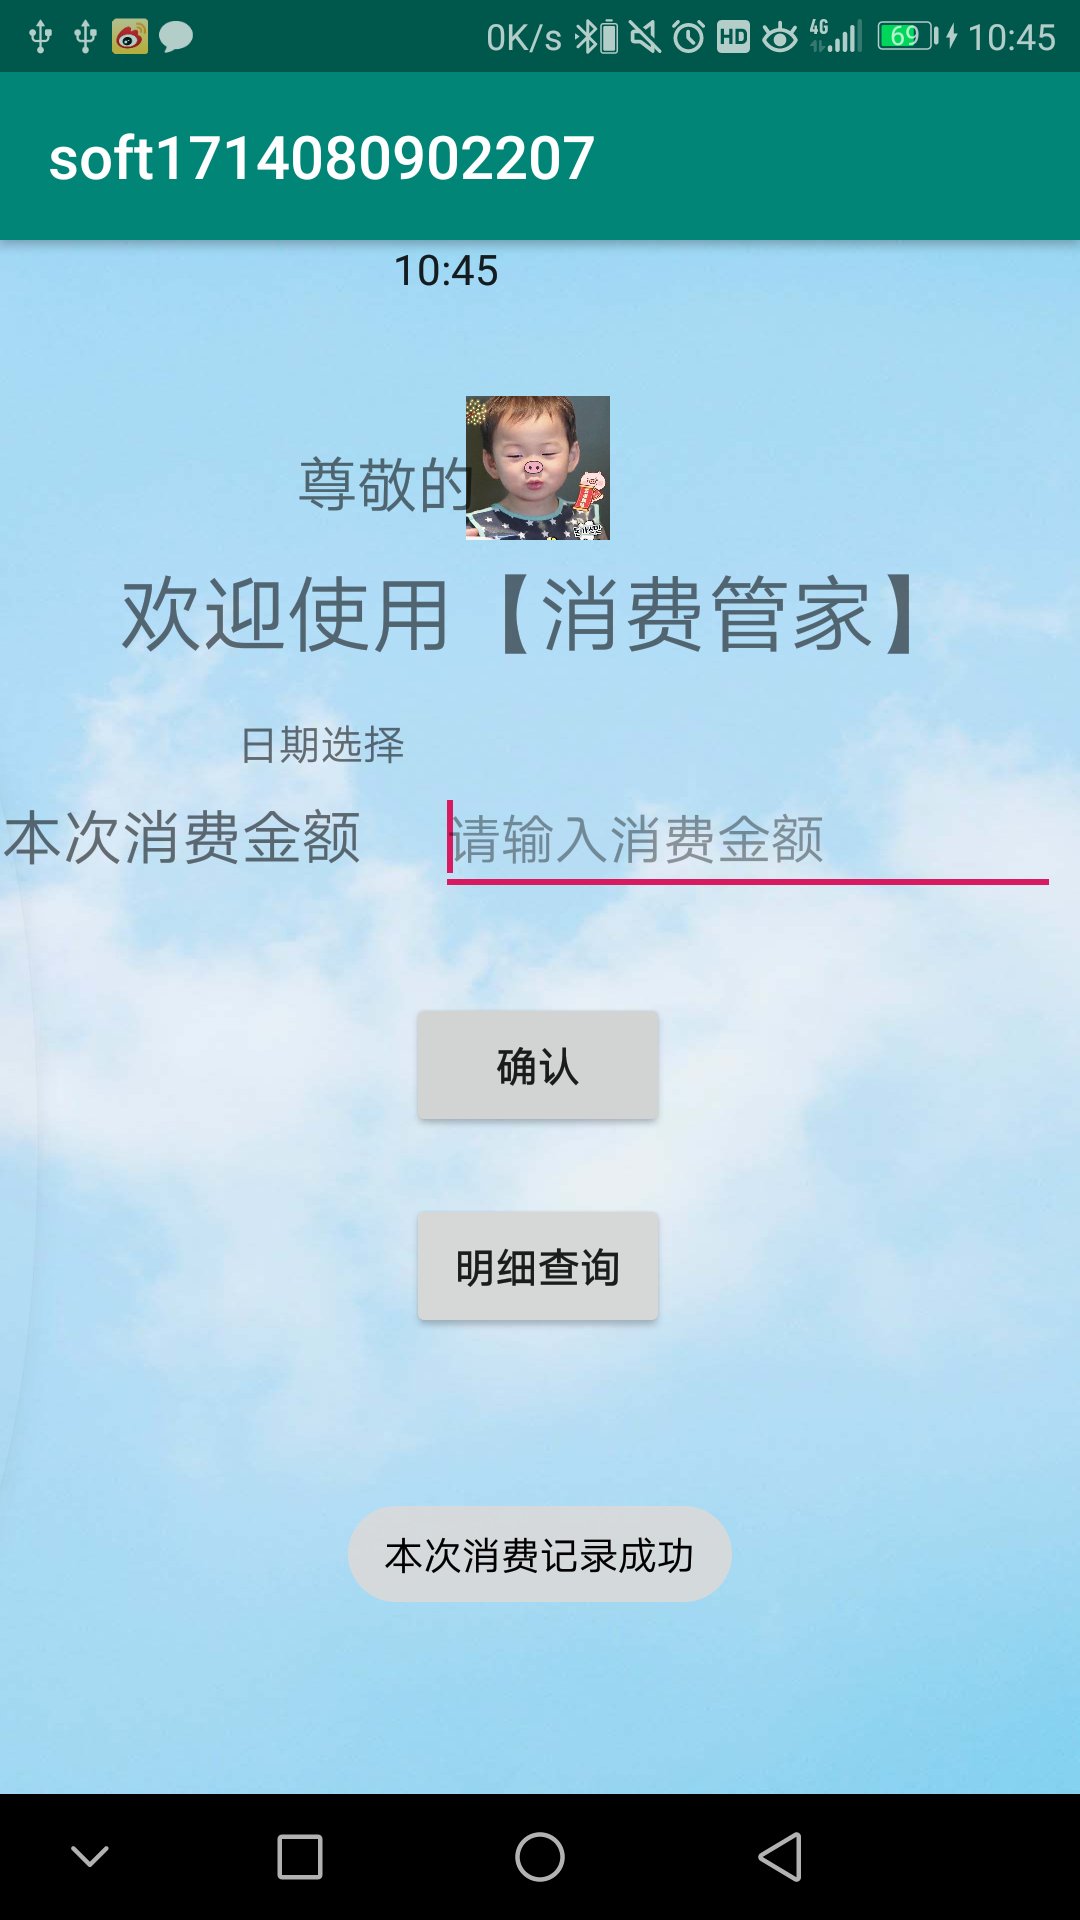 0K/s HD 4G 69 10:45
soft1714080902207
10:45
尊敬的
欢迎使用【消费管家】
日期选择
本次消费金额 请输入消费金额
确认
明细查询
本次消费记录成功